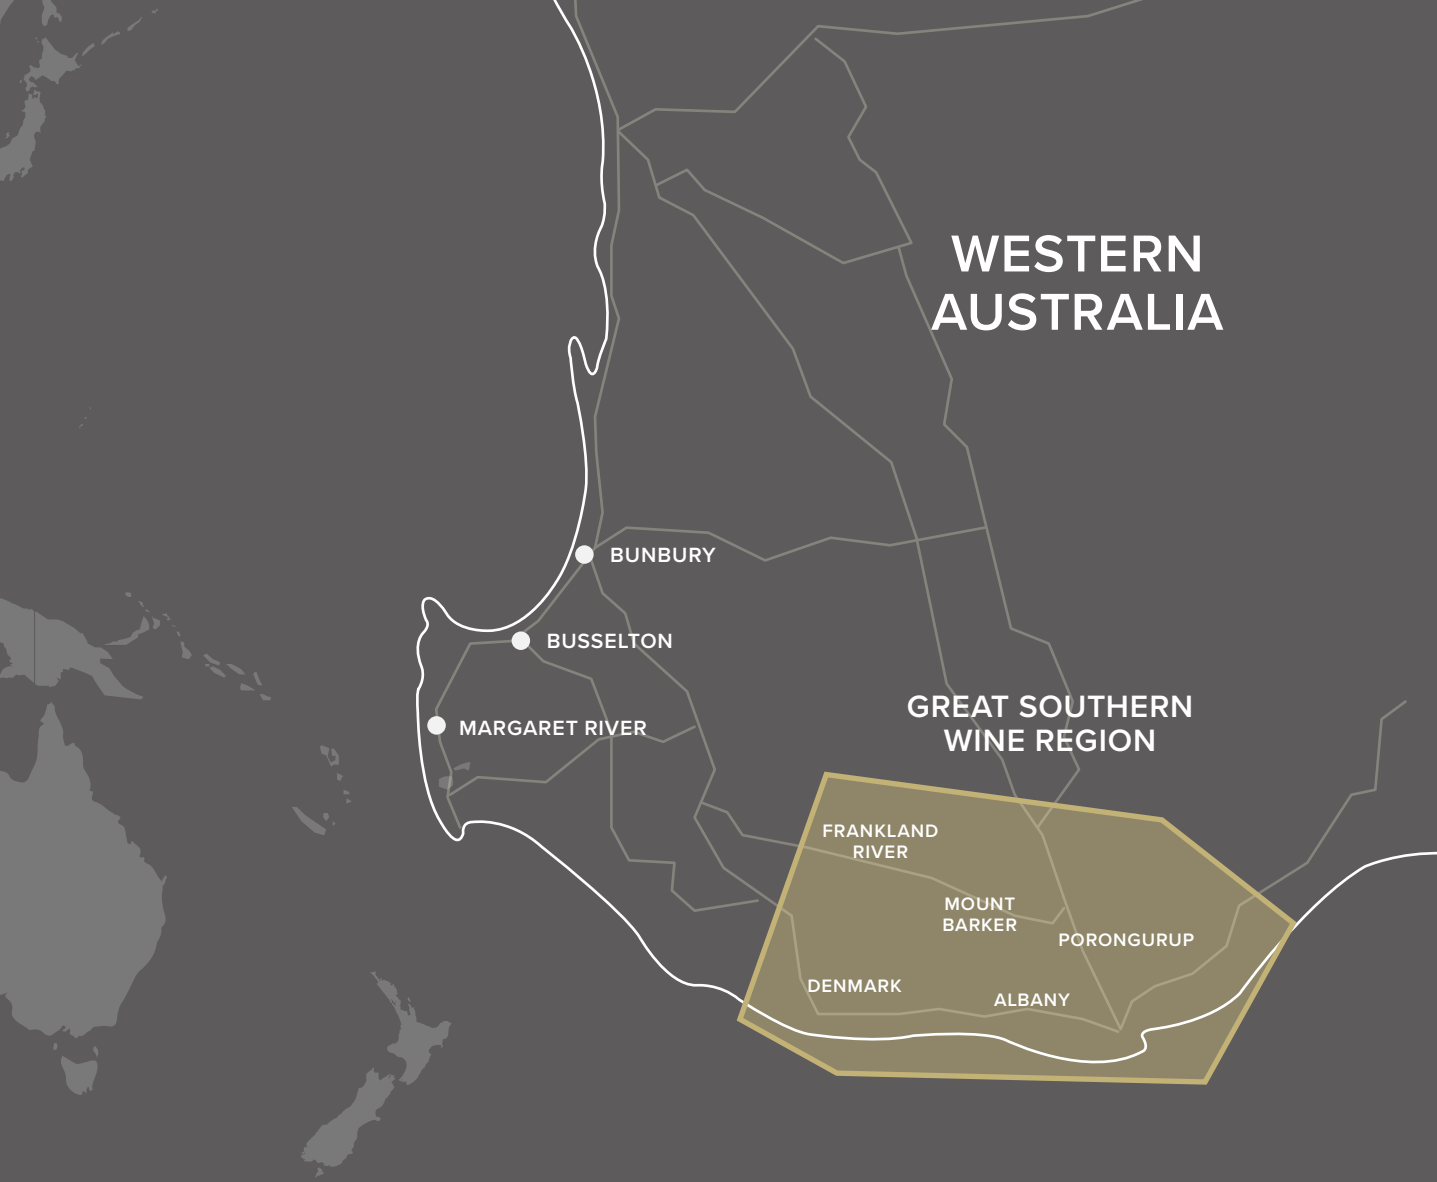 WESTERN
AUSTRALIA
BUNBURY
BUSSELTON
MARGARET RIVER
GREAT SOUTHERN
WINE REGION
FRANKLAND
RIVER
MOUNT
BARKER
PORONGURUP
DENMARK
ALBANY